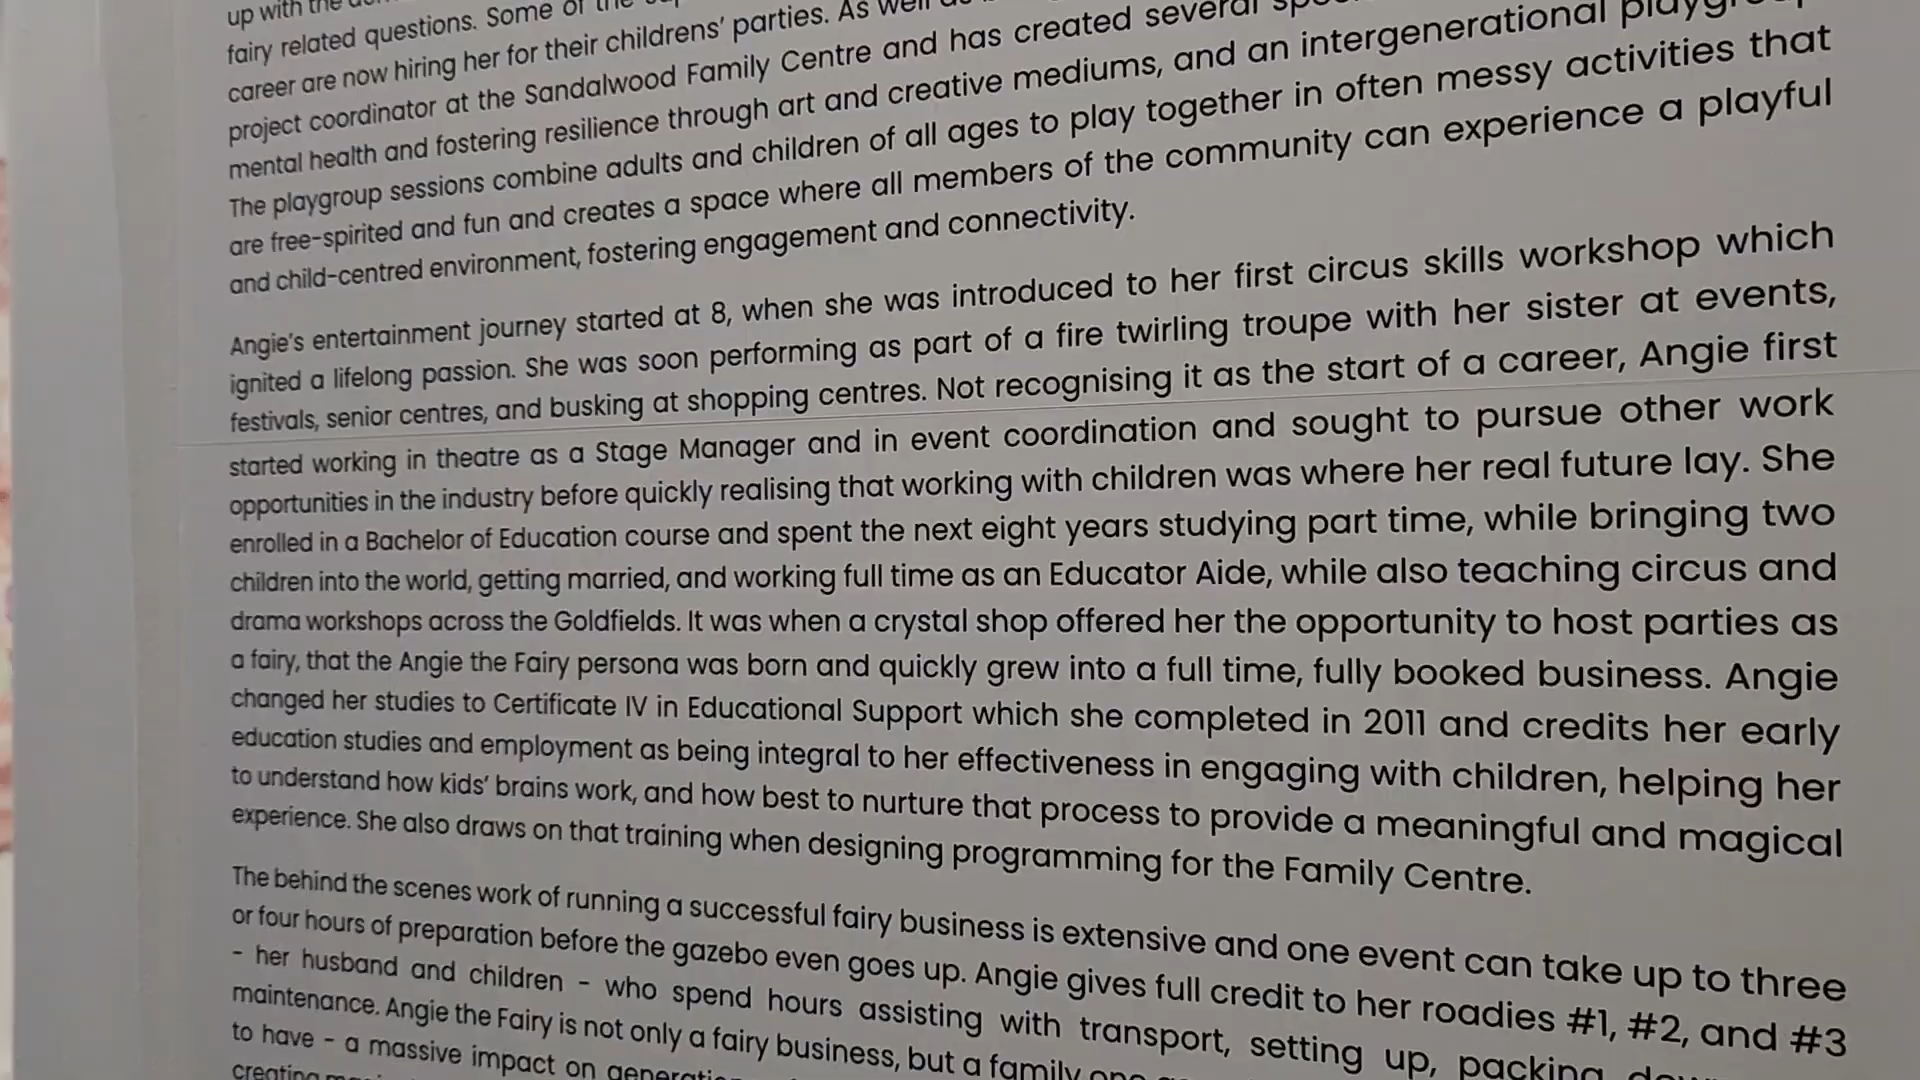 up with the
fairy related questions. Some of the
career are now hiring her for their childrens' parties. As well as
project coordinator at the Sandalwood Family Centre and has created several
mental health and fostering resilience through art and creative mediums, and an intergenerational
The playgroup sessions combine adults and children of all ages to play together in often messy activities that
are free-spirited and fun and creates a space where all members of the community can experience a playful
and child-centred environment, fostering engagement and connectivity.
Angie's entertainment journey started at 8, when she was introduced to her first circus skills workshop which
ignited a lifelong passion. She was soon performing as part of a fire twirling troupe with her sister at events,
festivals, senior centres, and busking at shopping centres. Not recognising it as the start of a career, Angie first
started working in theatre as a Stage Manager and in event coordination and sought to pursue other work
opportunities in the industry before quickly realising that working with children was where her real future lay. She
enrolled in a Bachelor of Education course and spent the next eight years studying part time, while bringing two
children into the world, getting married, and working full time as an Educator Aide, while also teaching circus and
drama workshops across the Goldfields. It was when a crystal shop offered her the opportunity to host parties as
a fairy, that the Angie the Fairy persona was born and quickly grew into a full time, fully booked business. Angie
changed her studies to Certificate IV in Educational Support which she completed in 2011 and credits her early
education studies and employment as being integral to her effectiveness in engaging with children, helping her
to understand how kids' brains work, and how best to nurture that process to provide a meaningful and magical
experience. She also draws on that training when designing programming for the Family Centre.
The behind the scenes work of running a successful fairy business is extensive and one event can take up to three
or four hours of preparation before the gazebo even goes up. Angie gives full credit to her roadies #1, #2, and #3
- her husband and children - who spend hours assisting with transport, setting up, packing
maintenance. Angie the Fairy is not only a fairy business, but a family
to have - a massive impact on
creating